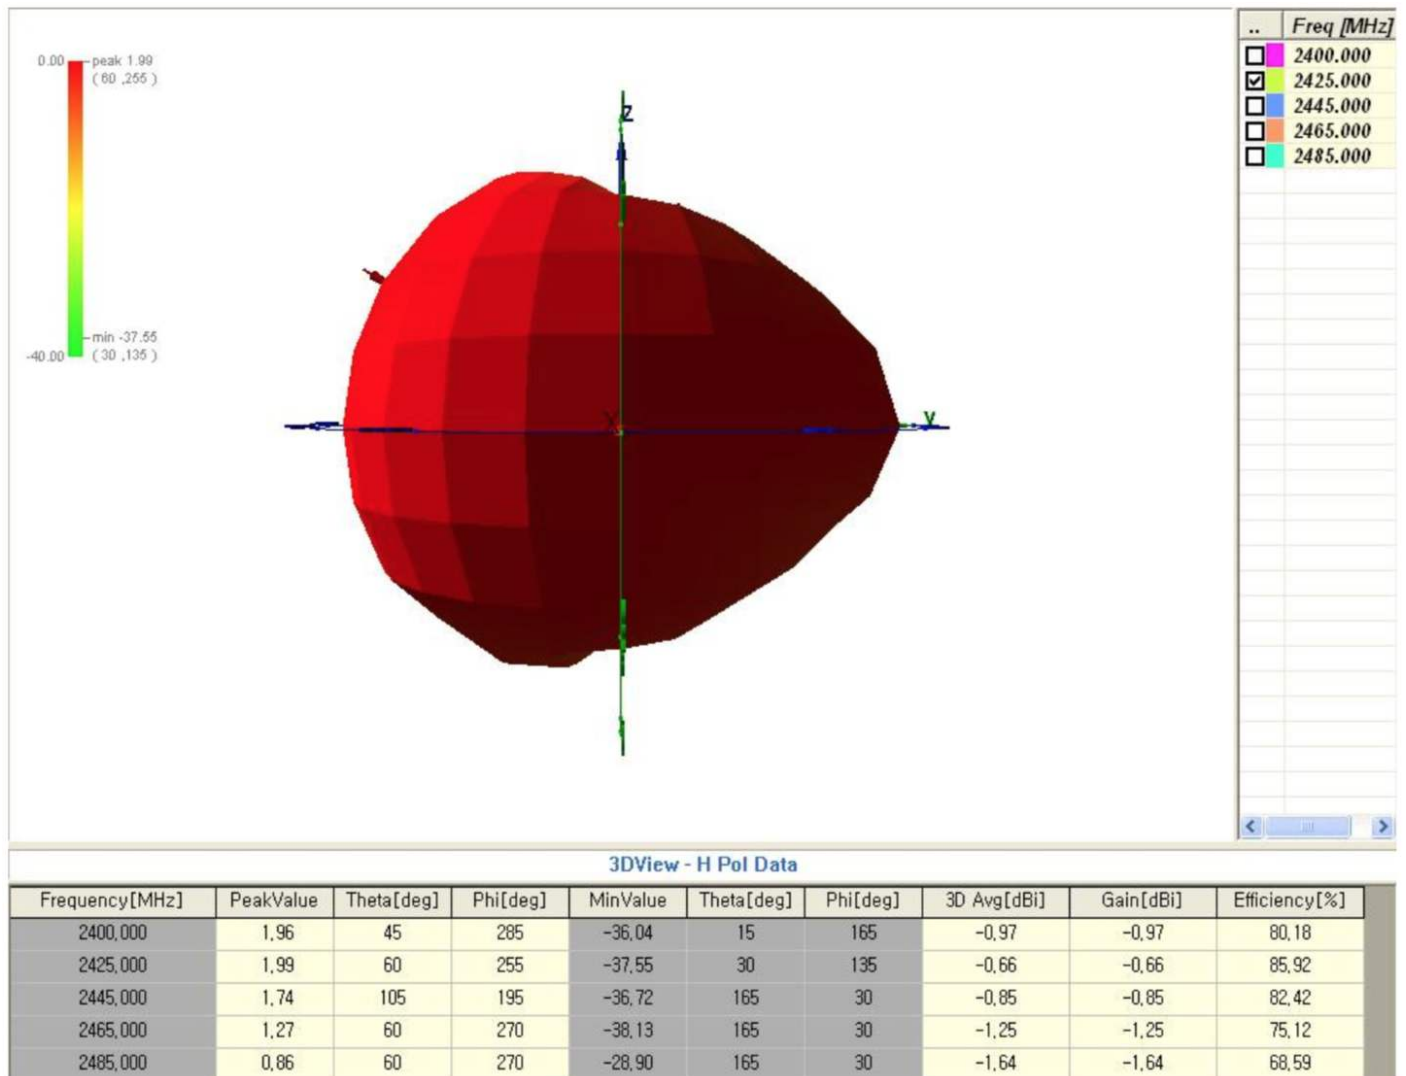 0.00 peak 1.99
( 60 ,255 )
min -37.55
-40.00 ( 30 ,135 )
Z
X
Y
.. Freq [MHz]
2400.000
2425.000
2445.000
2465.000
2485.000
3DView - H Pol Data
Frequency[MHz] PeakValue Theta[deg] Phi[deg] MinValue Theta[deg] Phi[deg] 3D Avg[dBi] Gain[dBi] Efficiency[%]
2400,000 1,96 45 285 -36,04 15 165 -0,97 -0,97 80,18
2425,000 1,99 60 255 -37,55 30 135 -0,66 -0,66 85,92
2445,000 1,74 105 195 -36,72 165 30 -0,85 -0,85 82,42
2465,000 1,27 60 270 -38,13 165 30 -1,25 -1,25 75,12
2485,000 0,86 60 270 -28,90 165 30 -1,64 -1,64 68,59